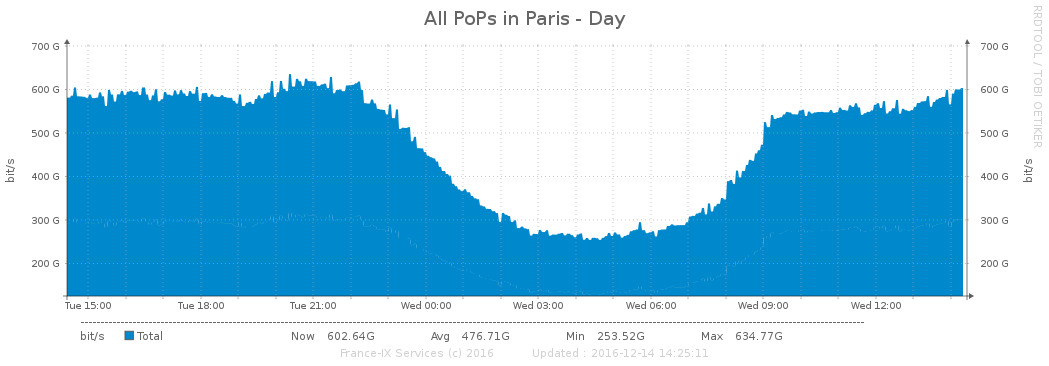 All PoPs in Paris - Day
RRDTOOL / TOBI OETIKER
700 G 700 G
600 G 600 G
500 G 500 G
400 G 400 G
300 G 300 G
200 G 200 G
bit/s
bit/s
Tue 15:00 Tue 18:00 Tue 21:00 Wed 00:00 Wed 03:00 Wed 06:00 Wed 09:00 Wed 12:00
bit/s Total Now 602.64G Avg 476.71G Min 253.52G Max 634.77G
France-IX Services (c) 2016 Updated : 2016-12-14 14:25:11